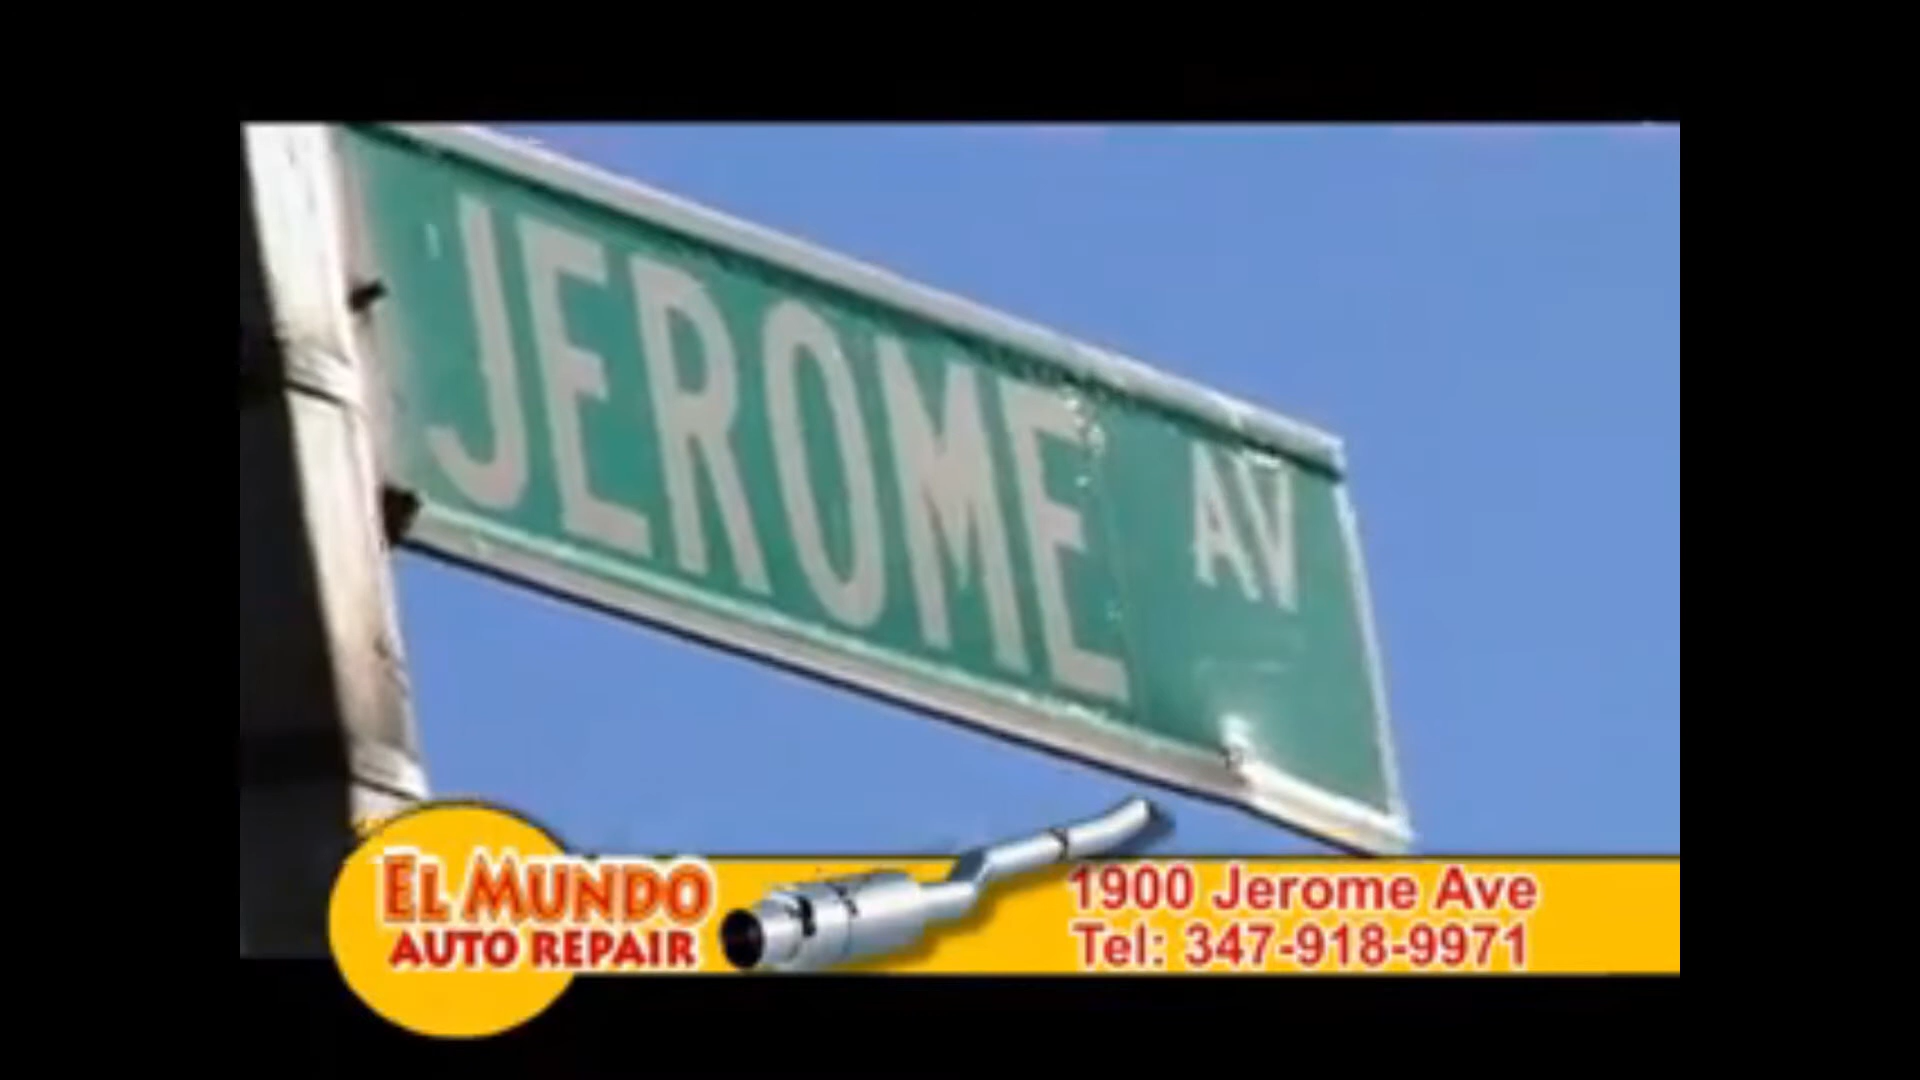 JEROME AV
EL MUNDO
AUTO REPAIR
1900 Jerome Ave
Tel: 347-918-9971